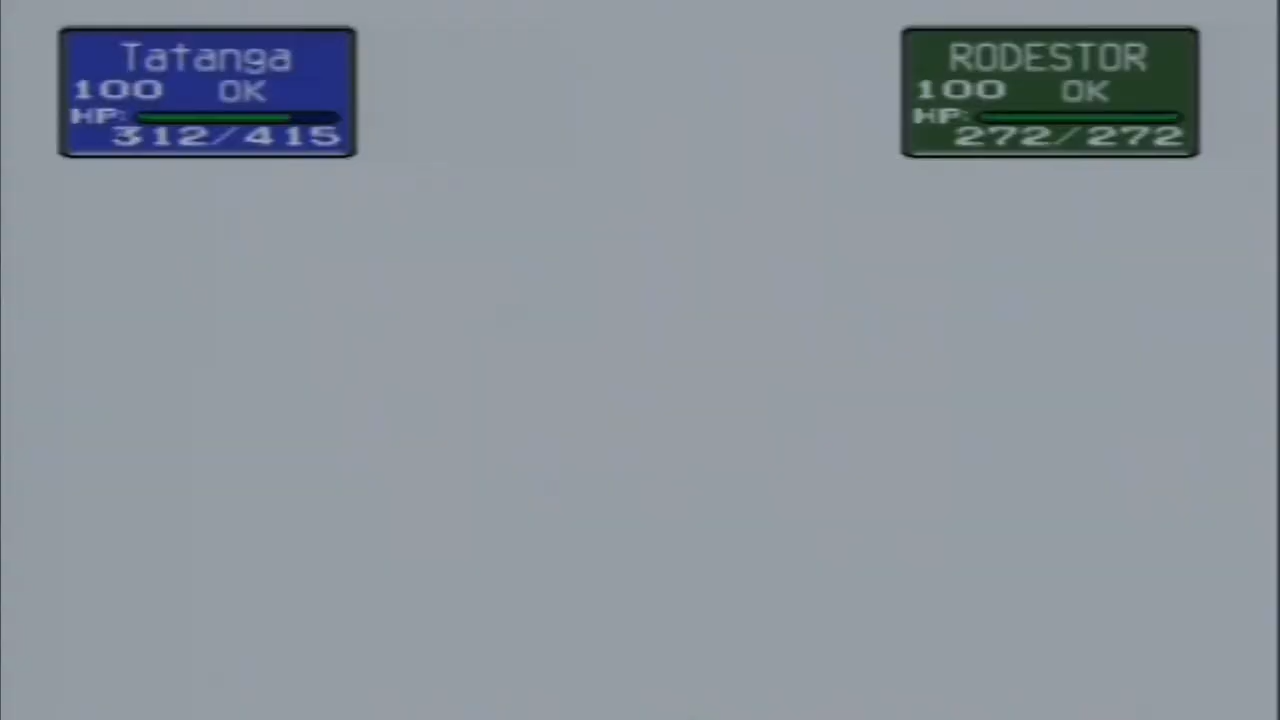 Tatanga
100 OK
HP:
312/415
RODESTOR
100 OK
HP:
272/272